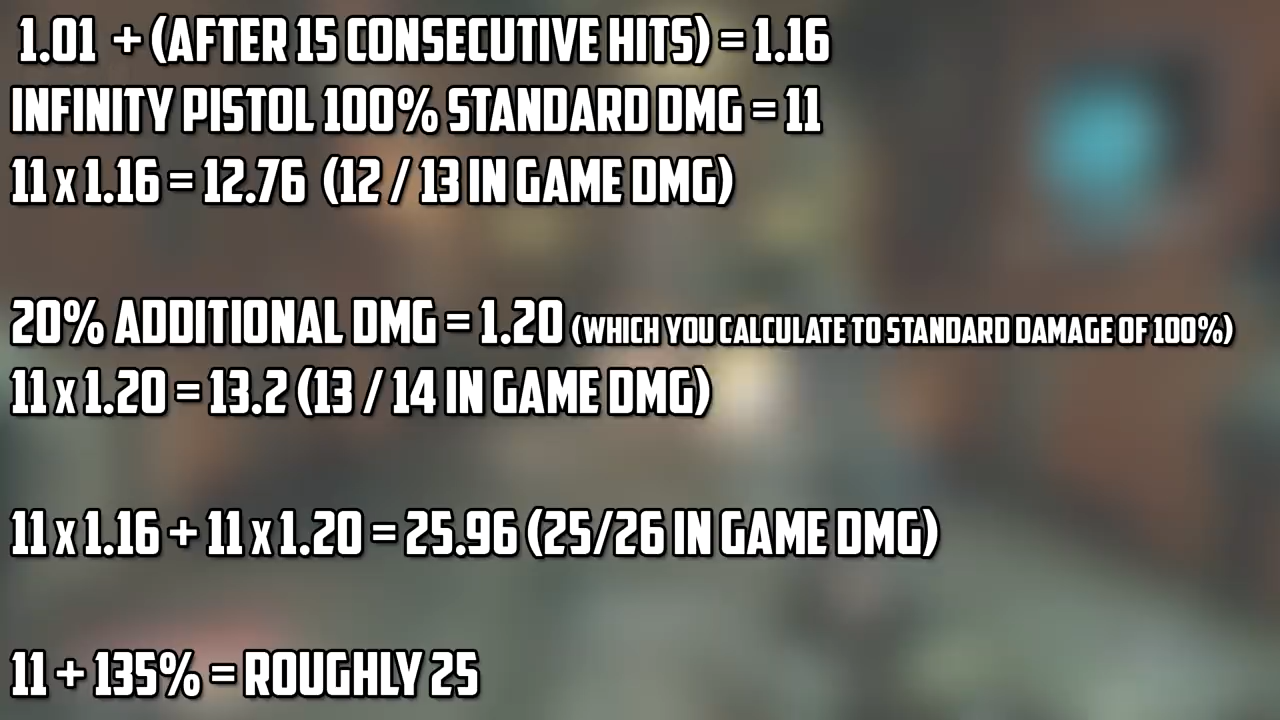 1.01 + (AFTER 15 CONSECUTIVE HITS) = 1.16
INFINITY PISTOL 100% STANDARD DMG = 11
11 x 1.16 = 12.76 (12 / 13 IN GAME DMG)
20% ADDITIONAL DMG = 1.20 (WHICH YOU CALCULATE TO STANDARD DAMAGE OF 100%)
11 x 1.20 = 13.2 (13 / 14 IN GAME DMG)
11 x 1.16 + 11 x 1.20 = 25.96 (25/26 IN GAME DMG)
11 + 135% = ROUGHLY 25